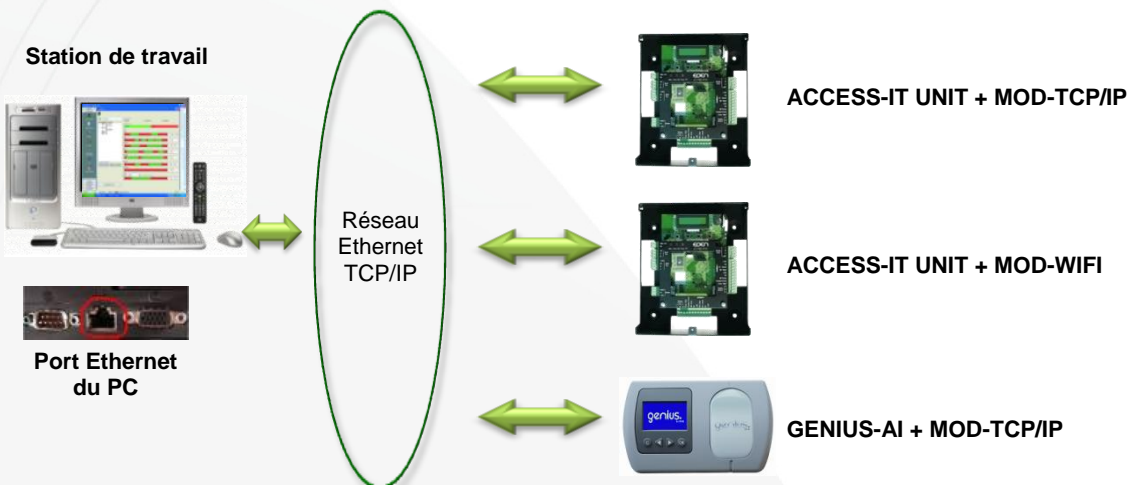 Station de travail
ACCESS-IT UNIT + MOD-TCP/IP
Réseau
Ethernet
TCP/IP
ACCESS-IT UNIT + MOD-WIFI
Port Ethernet
du PC
genius
GENIUS-AI + MOD-TCP/IP